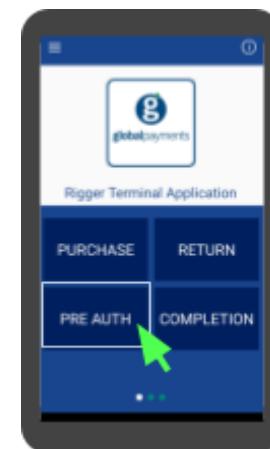 g
globalpayments
Rigger Terminal Application
PURCHASE RETURN
PRE AUTH COMPLETION